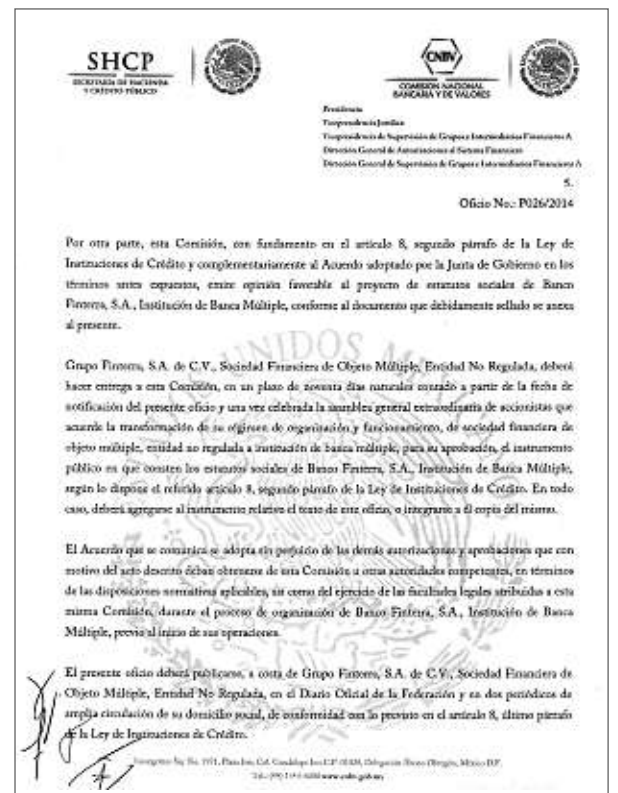 SHCP
SECRETARÍA DE HACIENDA
Y CRÉDITO PÚBLICO
CNBV
COMISIÓN NACIONAL
BANCARIA Y DE VALORES
Presidencia
Vicepresidencia Jurídica
Vicepresidencia de Supervisión de Grupos e Intermediarios Financieros A
Dirección General de Autorizaciones al Sistema Financiero
Dirección General de Supervisión de Grupos e Intermediarios Financieros A
5.
Oficio No.: P026/2014
Por otra parte, esta Comisión, con fundamento en el artículo 8, segundo párrafo de la Ley de
Instituciones de Crédito y complementariamente al Acuerdo adoptado por la Junta de Gobierno en los
términos antes expuestos, emite opinión favorable al proyecto de estatutos sociales de Banco
Finterra, S.A., Institución de Banca Múltiple, conforme al documento que debidamente sellado se anexa
al presente.
Grupo Finterra, S.A. de C.V., Sociedad Financiera de Objeto Múltiple, Entidad No Regulada, deberá
hacer entrega a esta Comisión, en un plazo de noventa días naturales contado a partir de la fecha de
notificación del presente oficio y una vez celebrada la asamblea general extraordinaria de accionistas que
acuerde la transformación de su régimen de organización y funcionamiento, de sociedad financiera de
objeto múltiple, entidad no regulada a institución de banca múltiple, para su aprobación, el instrumento
público en que consten los estatutos sociales de Banco Finterra, S.A., Institución de Banca Múltiple,
según lo dispone el referido artículo 8, segundo párrafo de la Ley de Instituciones de Crédito. En todo
caso, deberá agregarse al instrumento relativo el texto de este oficio, o integrarse a él copia del mismo.
El Acuerdo que se comunica se adopta sin perjuicio de las demás autorizaciones y aprobaciones que con
motivo del acto descrito deban obtenerse de esta Comisión u otras autoridades competentes, en términos
de las disposiciones normativas aplicables, así como del ejercicio de las facultades legales atribuidas a esta
misma Comisión, durante el proceso de organización de Banco Finterra, S.A., Institución de Banca
Múltiple, previo al inicio de sus operaciones.
El presente oficio deberá publicarse, a costa de Grupo Finterra, S.A. de C.V., Sociedad Financiera de
Objeto Múltiple, Entidad No Regulada, en el Diario Oficial de la Federación y en dos periódicos de
amplia circulación de su domicilio social, de conformidad con lo previsto en el artículo 8, último párrafo
de la Ley de Instituciones de Crédito.
Insurgentes Sur No. 1971, Plaza Inn, Col. Guadalupe Inn C.P. 01020, Delegación Álvaro Obregón, México D.F.
www.cnbv.gob.mx